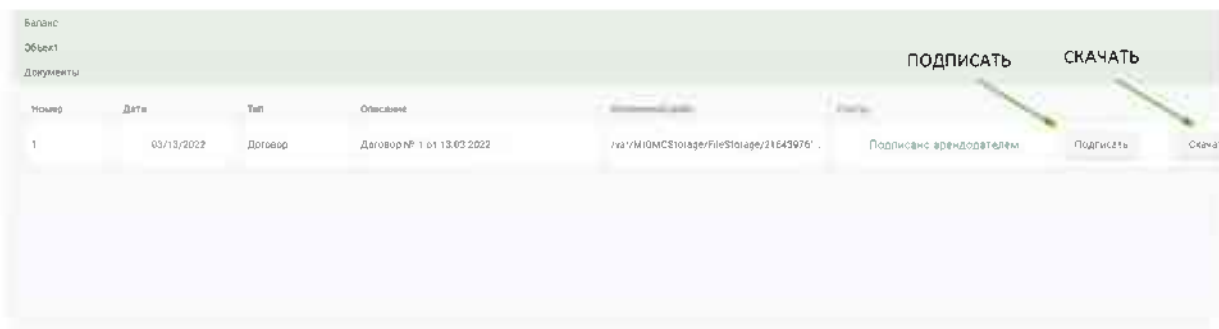 Баланс
Объект
Документы
ПОДПИСАТЬ
СКАЧАТЬ
Номер Дата Тип Описание
1 03/13/2022 Договор Договор № 1 от 13.03.2022 Подписано арендодателем Подписать Скачат